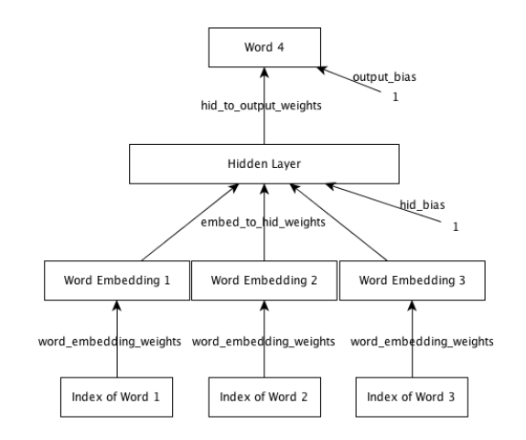 Word 4
output_bias
1
hid_to_output_weights
Hidden Layer
hid_bias
embed_to_hid_weights
1
Word Embedding 1 Word Embedding 2 Word Embedding 3
word_embedding_weights word_embedding_weights word_embedding_weights
Index of Word 1 Index of Word 2 Index of Word 3